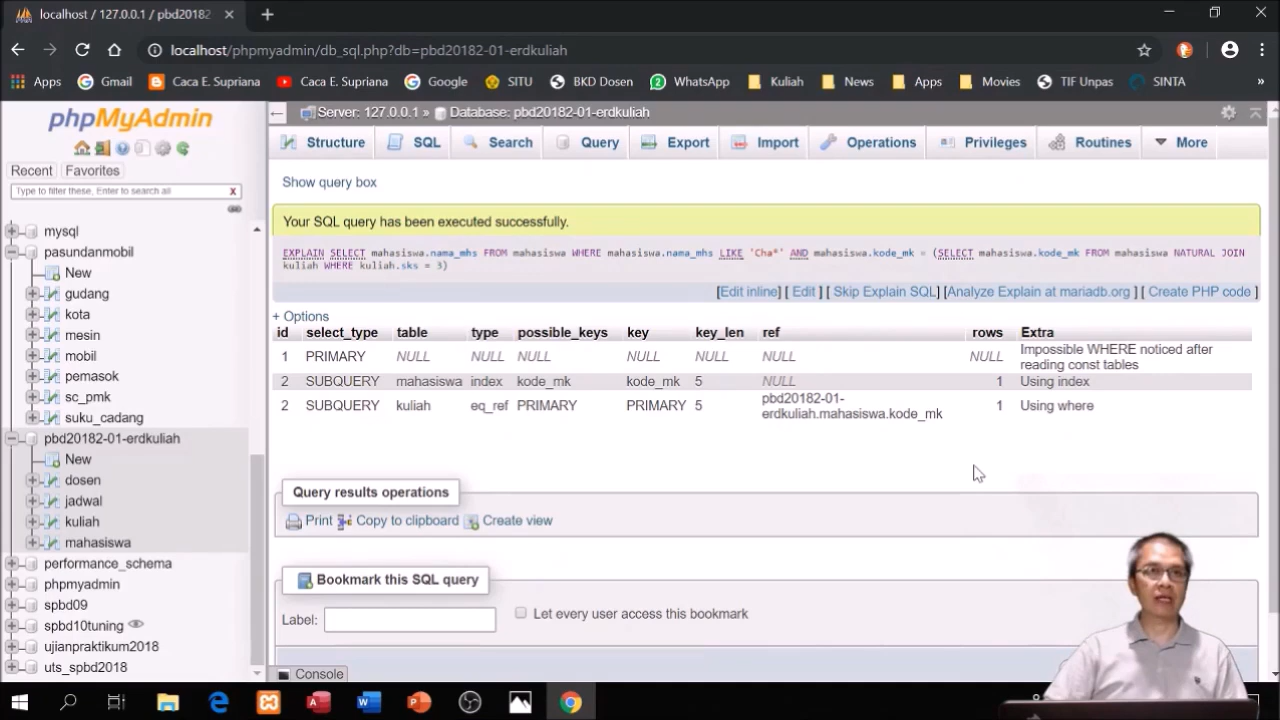 localhost / 127.0.0.1 / pbd20182
localhost/phpmyadmin/db_sql.php?db=pbd20182-01-erdkuliah
Apps Gmail Caca E. Supriana Caca E. Supriana Google SITU BKD Dosen WhatsApp Kuliah News Apps Movies TIF Unpas SINTA »
phpMyAdmin
Recent Favorites
Type to filter these, Enter to search all X
mysql
pasundanmobil
New
gudang
kota
mesin
mobil
pemasok
sc_pmk
suku_cadang
pbd20182-01-erdkuliah
New
dosen
jadwal
kuliah
mahasiswa
performance_schema
phpmyadmin
spbd09
spbd10tuning
ujianpraktikum2018
uts_spbd2018
Server: 127.0.0.1 » Database: pbd20182-01-erdkuliah
Structure SQL Search Query Export Import Operations Privileges Routines More
Show query box
Your SQL query has been executed successfully.
EXPLAIN SELECT mahasiswa.nama_mhs FROM mahasiswa WHERE mahasiswa.nama_mhs LIKE 'Cha*' AND mahasiswa.kode_mk = (SELECT mahasiswa.kode_mk FROM mahasiswa NATURAL JOIN
kuliah WHERE kuliah.sks = 3)
[Edit inline] [ Edit ] [ Skip Explain SQL] [Analyze Explain at mariadb.org ] [ Create PHP code ]
+ Options
id select_type table type possible_keys key key_len ref rows Extra
1 PRIMARY NULL NULL NULL NULL NULL NULL NULL Impossible WHERE noticed after
reading const tables
2 SUBQUERY mahasiswa index kode_mk kode_mk 5 NULL 1 Using index
2 SUBQUERY kuliah eq_ref PRIMARY PRIMARY 5 pbd20182-01-
erdkuliah.mahasiswa.kode_mk 1 Using where
Query results operations
Print Copy to clipboard Create view
Bookmark this SQL query
Label: Let every user access this bookmark
Console